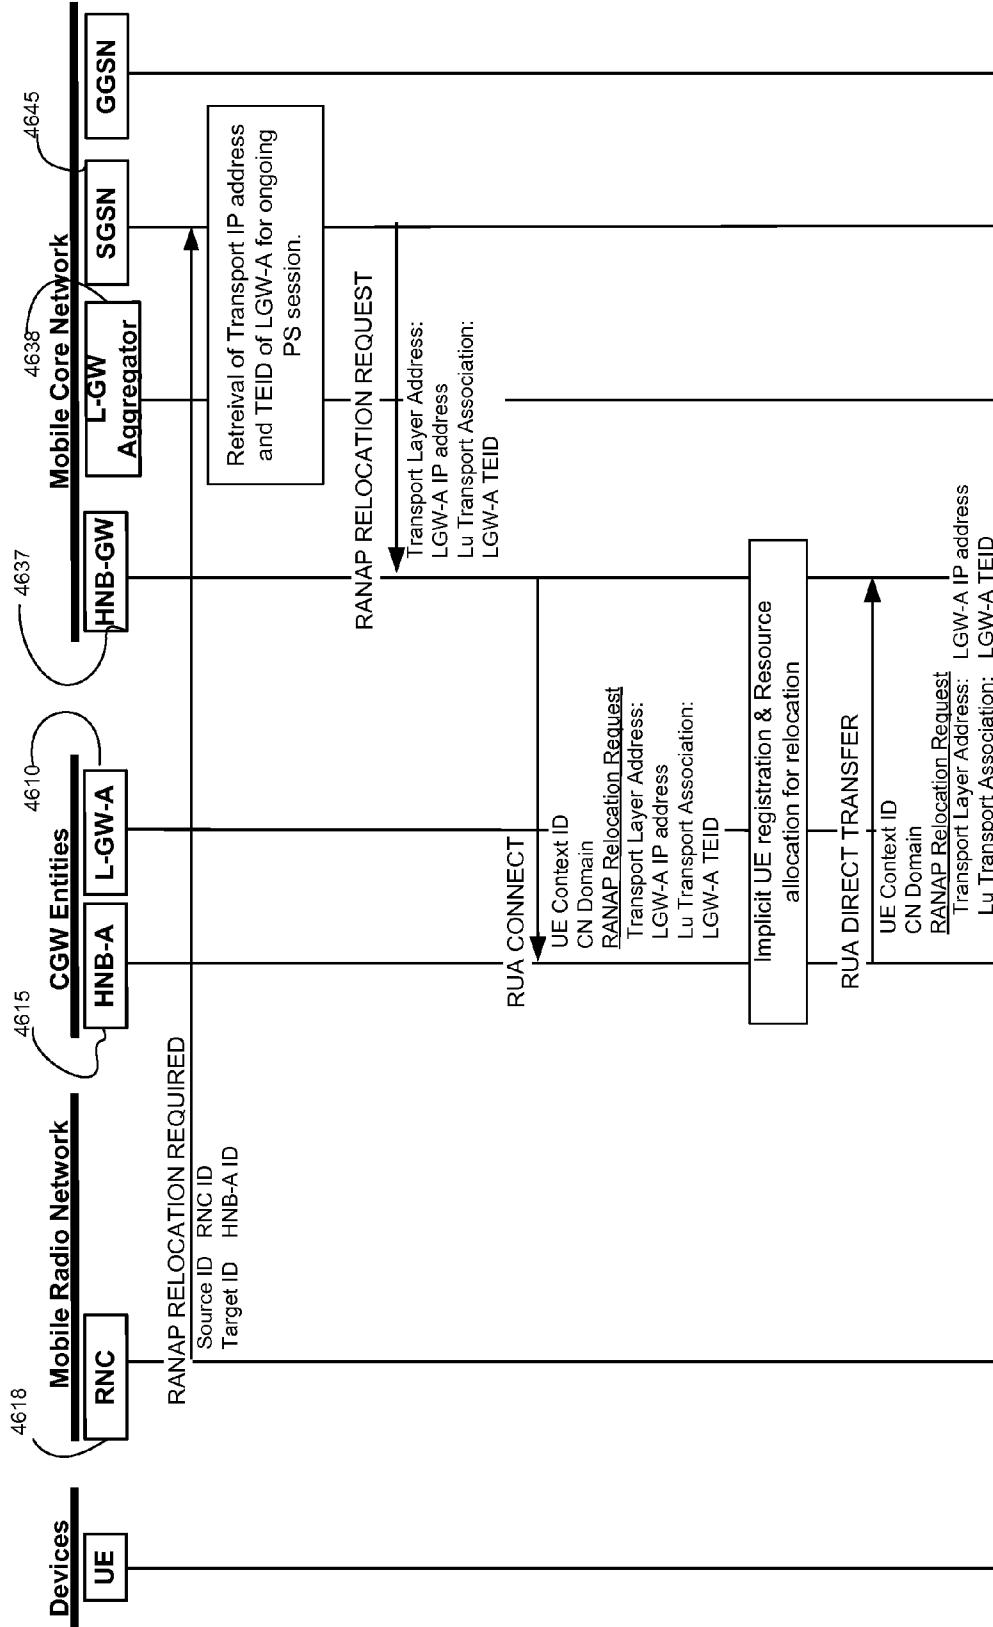 Devices
Mobile Radio Network
CGW Entities
Mobile Core Network
4618
4615
4610
4637
4638
4645
UE
RNC
HNB-A
L-GW-A
HNB-GW
L-GW
Aggregator
SGSN
GGSN
RANAP RELOCATION REQUIRED
Source ID RNC ID
Target ID HNB-A ID
Retreival of Transport IP address
and TEID of LGW-A for ongoing
PS session.
RANAP RELOCATION REQUEST
Transport Layer Address:
LGW-A IP address
Lu Transport Association:
LGW-A TEID
RUA CONNECT
UE Context ID
CN Domain
RANAP Relocation Request
Transport Layer Address:
LGW-A IP address
Lu Transport Association:
LGW-A TEID
Implicit UE registration & Resource
allocation for relocation
RUA DIRECT TRANSFER
UE Context ID
CN Domain
RANAP Relocation Request
Transport Layer Address: LGW-A IP address
Lu Transport Association: LGW-A TEID